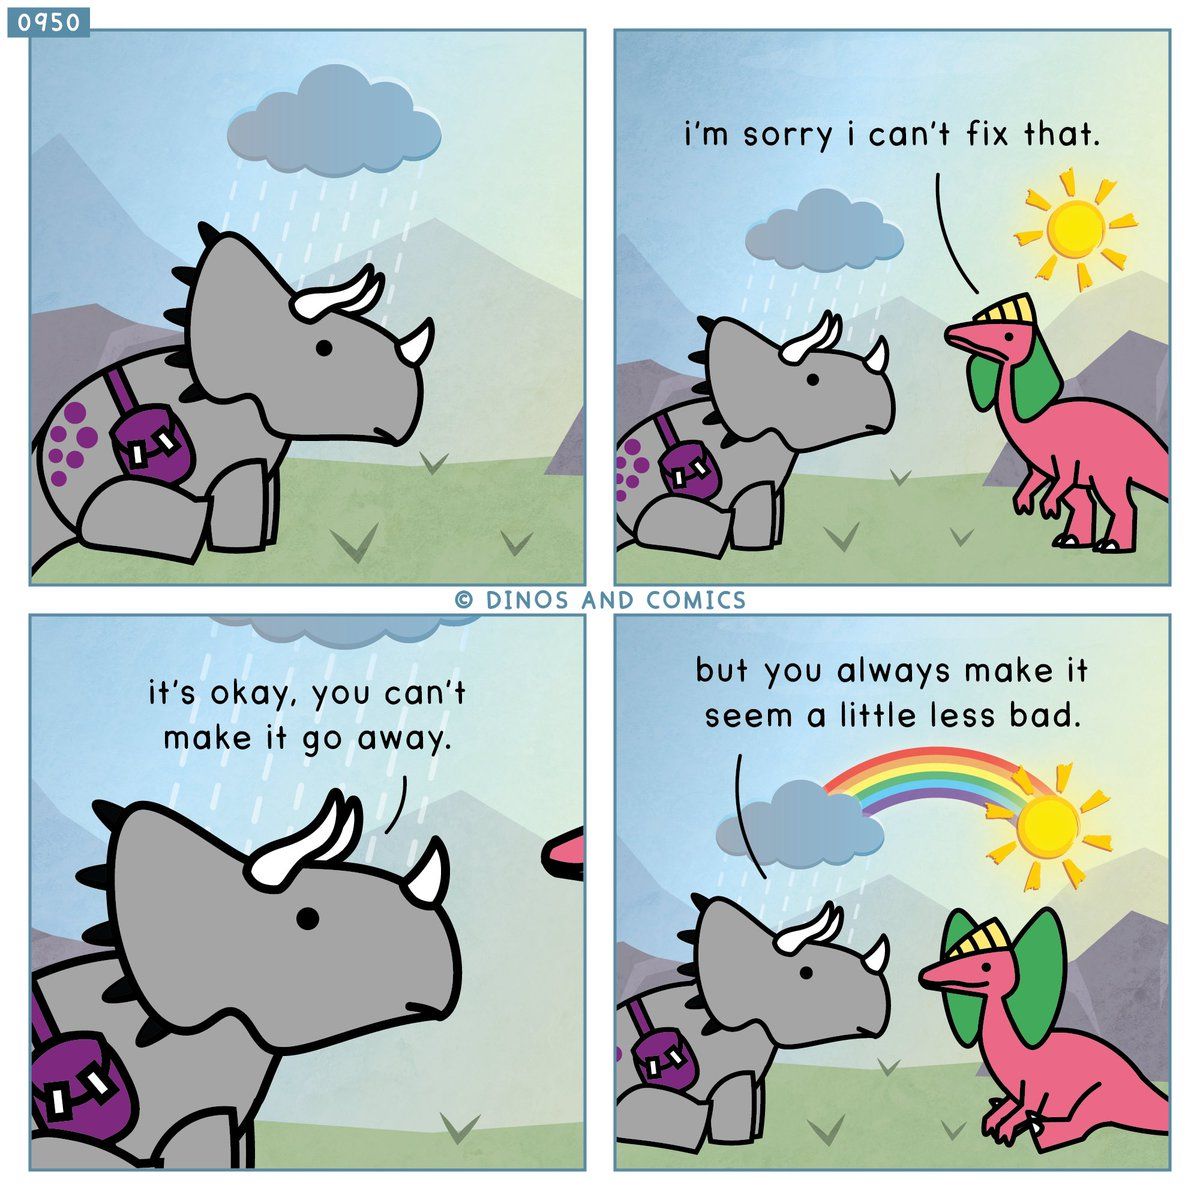 0950
i'm sorry i can't fix that.
© DINOS AND COMICS
it's okay, you can't
make it go away.
but you always make it
seem a little less bad.